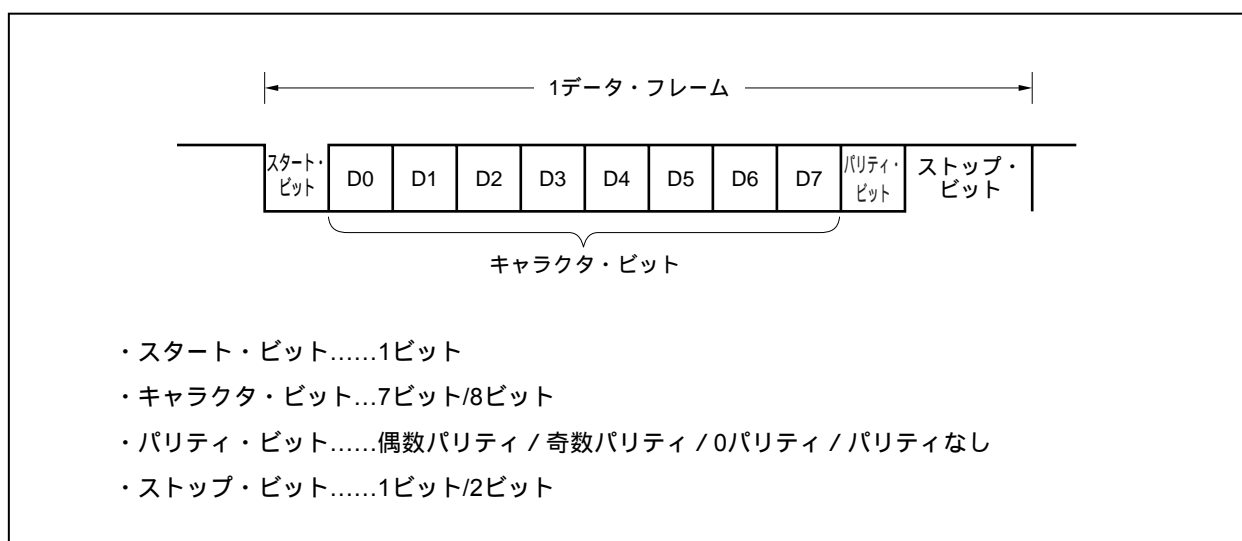 1データ・フレーム
スタート・
ビット
D0 D1 D2 D3 D4 D5 D6 D7
パリティ・
ビット
ストップ・
ビット
キャラクタ・ビット
・スタート・ビット……1ビット
・キャラクタ・ビット…7ビット/8ビット
・パリティ・ビット……偶数パリティ / 奇数パリティ / 0パリティ / パリティなし
・ストップ・ビット……1ビット/2ビット